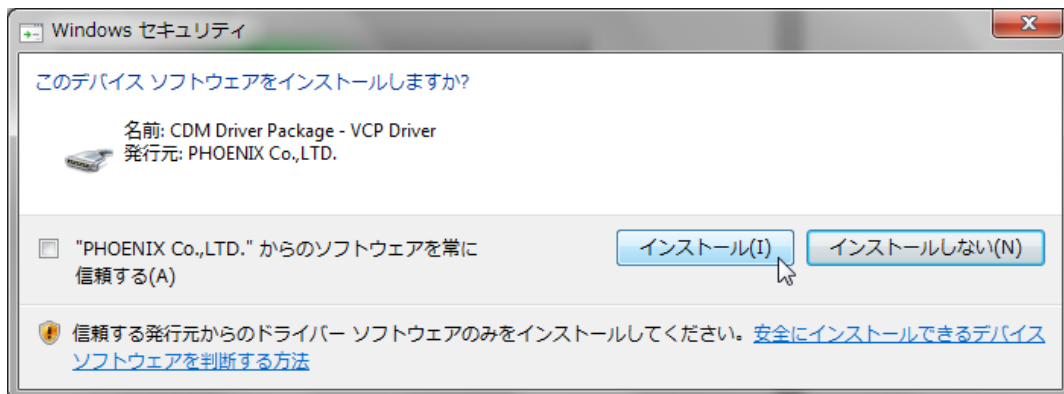 Windows セキュリティ
このデバイス ソフトウェアをインストールしますか?
名前: CDM Driver Package - VCP Driver
発行元: PHOENIX Co.,LTD.
"PHOENIX Co.,LTD." からのソフトウェアを常に
信頼する(A)
インストール(I)
インストールしない(N)
信頼する発行元からのドライバー ソフトウェアのみをインストールしてください。安全にインストールできるデバイス
ソフトウェアを判断する方法